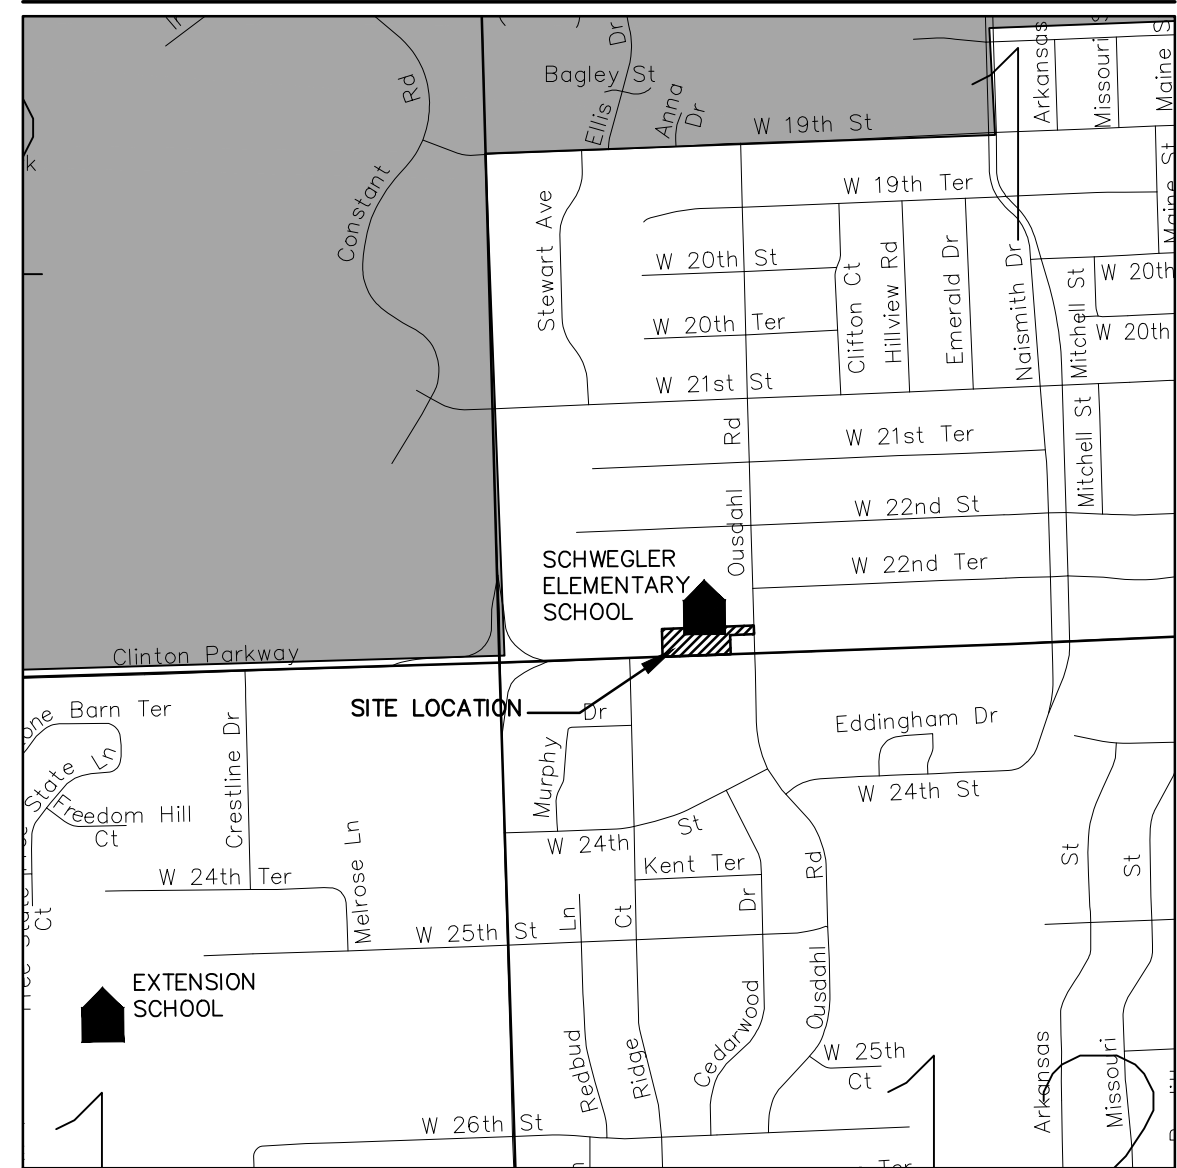 Rd
Constant
k
Bagley St
Dr
Ellis
Anna
Dr
W 19th St
Arkansas
Missouri S
Maine S
W 19th Ter
Maine St
Stewart Ave
W 20th St
Clifton Ct
Hillview Rd
Emerald Dr
Naismith Dr
Mitchell St
W 20th
W 20th Ter
W 20th
W 21st St
Rd
W 21st Ter
Mitchell St
Ousdahl
W 22nd St
SCHWEGLER
ELEMENTARY
SCHOOL
W 22nd Ter
Clinton Parkway
SITE LOCATION
Dr
Murphy
Eddingham Dr
one Barn Ter
State Ln
Freedom Hill
Ct
Crestline Dr
W 24th St
W 24th St
Kent Ter
St
St
Rd
Dr
W 24th Ter
Melrose Ln
Ct
W 25th St
Ln
Ct
EXTENSION
SCHOOL
Redbud
Ridge
Cedarwood
Ousdahl
W 25th
Ct
Arkansas
Missouri
W 26th St
Ter